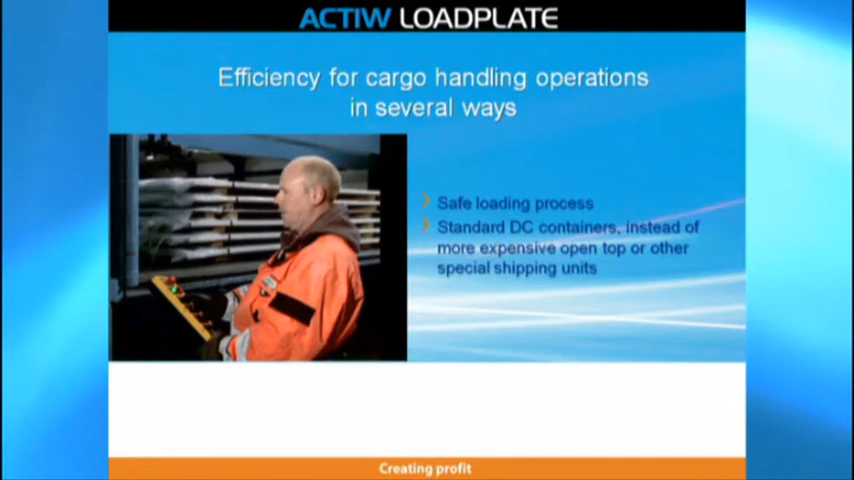 ACTIW LOADPLATE
Efficiency for cargo handling operations
in several ways
Safe loading process
Standard DC containers, instead of
more expensive open top or other
special shipping units
Creating profit